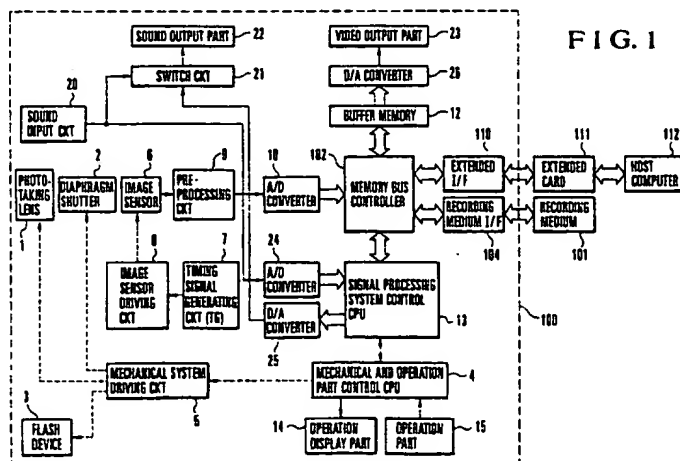 FIG. 1
22
SOUND OUTPUT PART
23
VIDEO OUTPUT PART
20
SOUND
INPUT CKT
21
SWITCH CKT
26
D/A CONVERTER
12
BUFFER MEMORY
102
MEMORY BUS
CONTROLLER
110
EXTENDED
I/F
111
EXTENDED
CARD
112
HOST
COMPUTER
RECORDING
MEDIUM I/F
104
RECORDING
MEDIUM
101
PHOTO-
TAKING
LENS
1
2
DIAPHRAGM
SHUTTER
6
IMAGE
SENSOR
9
PRE-
PROCESSING
CKT
10
A/D
CONVERTER
8
IMAGE
SENSOR
DRIVING
CKT
7
TIMING
SIGNAL
GENERATING
CKT (TG)
24
A/D
CONVERTER
D/A
CONVERTER
25
SIGNAL PROCESSING
SYSTEM CONTROL
CPU
13
100
MECHANICAL SYSTEM
DRIVING CKT
5
MECHANICAL AND OPERATION
PART CONTROL CPU
4
3
FLASH
DEVICE
14
OPERATION
DISPLAY PART
OPERATION
PART
15